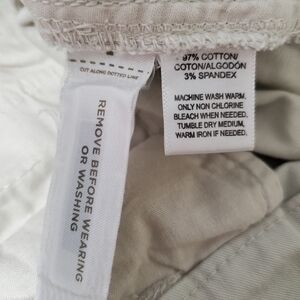 CUT ALONG DOTTED LINE
REMOVE BEFORE WEARING
OR WASHING
97% COTTON/
COTON/ALGODÓN
3% SPANDEX
MACHINE WASH WARM,
ONLY NON CHLORINE
BLEACH WHEN NEEDED,
TUMBLE DRY MEDIUM,
WARM IRON IF NEEDED.